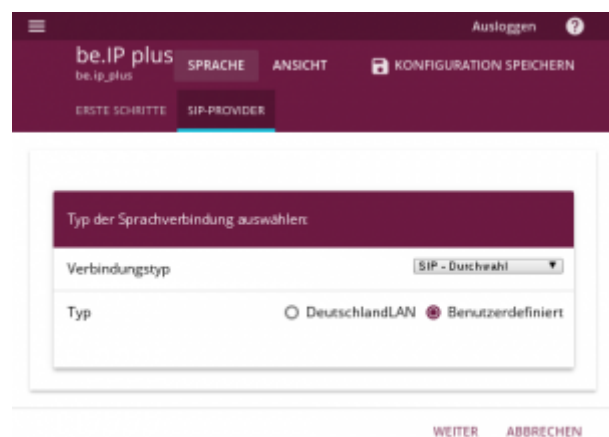 Ausloggen ?
be.IP plus
be.ip_plus
SPRACHE ANSICHT KONFIGURATION SPEICHERN
ERSTE SCHRITTE SIP-PROVIDER
Typ der Sprachverbindung auswählen:
Verbindungstyp SIP - Durchwahl
Typ DeutschlandLAN Benutzerdefiniert
WEITER ABBRECHEN